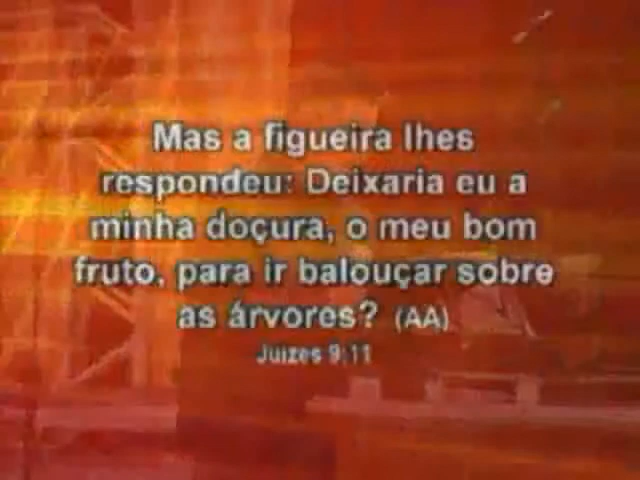 Mas a figueira lhes
respondeu: Deixaria eu a
minha doçura, o meu bom
fruto, para ir balouçar sobre
as árvores? (AA)
Juizes 9:11